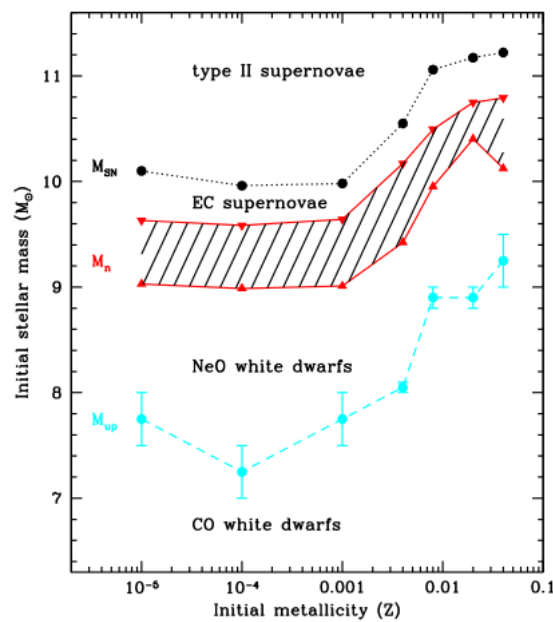 type II supernovae
11
M_SN
10
EC supernovae
M_n
9
NeO white dwarfs
8
M_up
7
CO white dwarfs
Initial stellar mass (M_⊙)
10⁻⁵ 10⁻⁴ 0.001 0.01 0.1
Initial metallicity (Z)